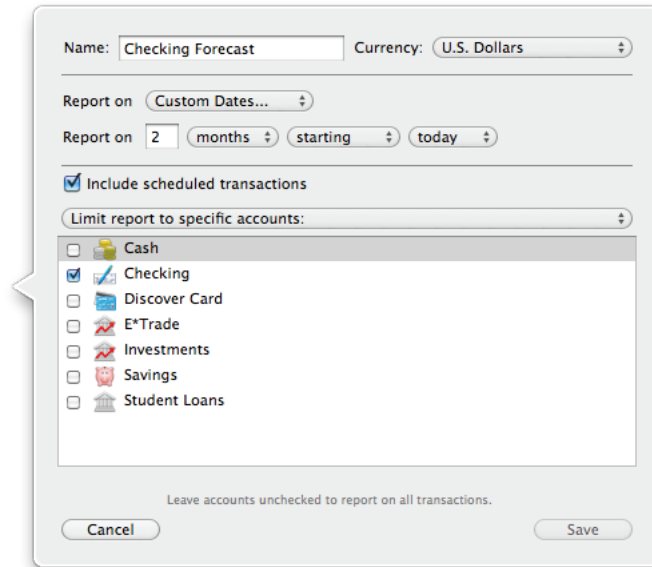 Name: Checking Forecast Currency: U.S. Dollars
Report on Custom Dates...
Report on 2 months starting today
Include scheduled transactions
Limit report to specific accounts:
Cash
Checking
Discover Card
E*Trade
Investments
Savings
Student Loans
Leave accounts unchecked to report on all transactions.
Cancel Save